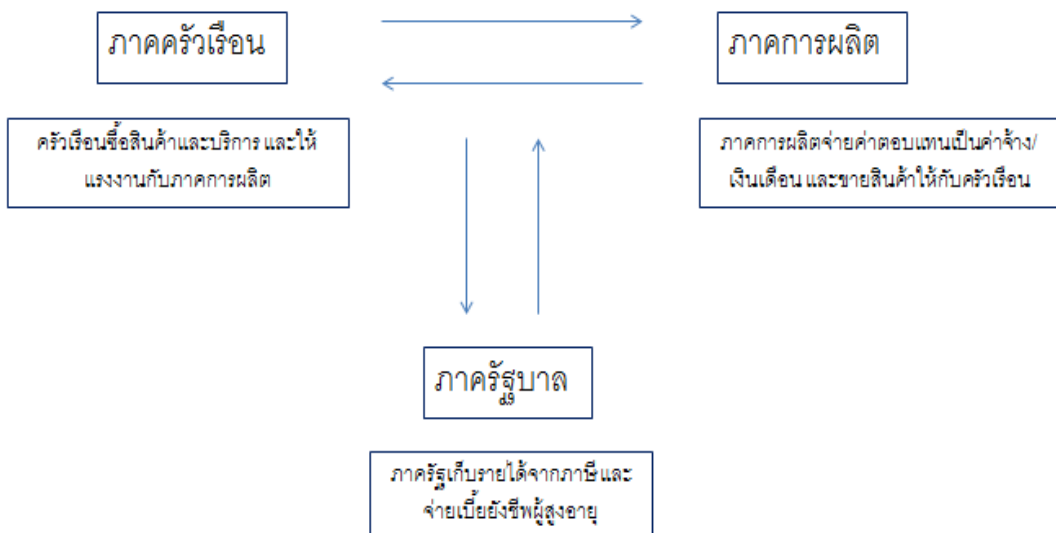 ภาคครัวเรือน
ภาคการผลิต
ครัวเรือนซื้อสินค้าและบริการ และให้
แรงงานกับภาคการผลิต
ภาคการผลิตจ่ายค่าตอบแทนเป็นค่าจ้าง/
เงินเดือน และขายสินค้าให้กับครัวเรือน
ภาครัฐบาล
ภาครัฐเก็บรายได้จากภาษีและ
จ่ายเบี้ยยังชีพผู้สูงอายุ